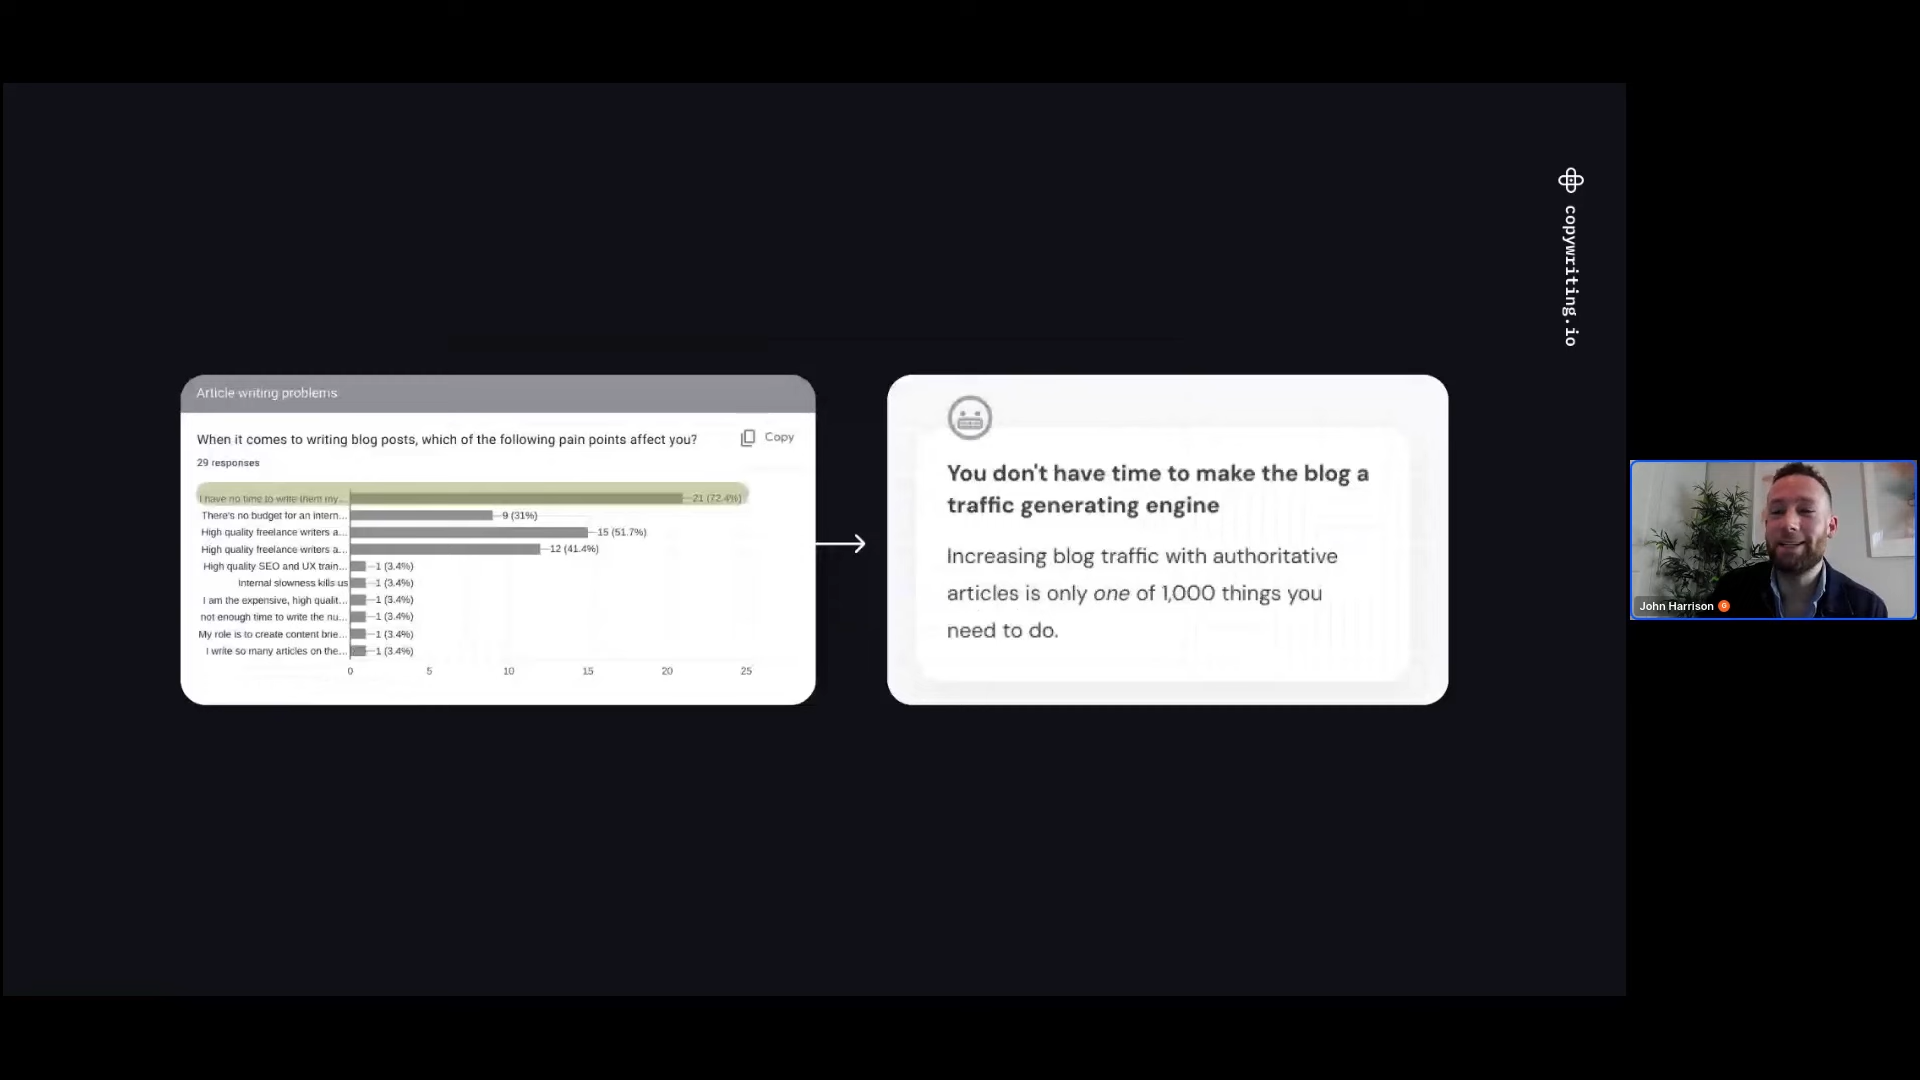 copywriting.io
Article writing problems
When it comes to writing blog posts, which of the following pain points affect you?
Copy
29 responses
I have no time to write them my... 21 (72.4%)
There's no budget for an intern... 9 (31%)
High quality freelance writers a... 15 (51.7%)
High quality freelance writers a... 12 (41.4%)
High quality SEO and UX train... 1 (3.4%)
Internal slowness kills us 1 (3.4%)
I am the expensive, high qualit... 1 (3.4%)
not enough time to write the nu... 1 (3.4%)
My role is to create content brie... 1 (3.4%)
I write so many articles on the... 1 (3.4%)
0 5 10 15 20 25
You don't have time to make the blog a
traffic generating engine
Increasing blog traffic with authoritative
articles is only one of 1,000 things you
need to do.
John Harrison